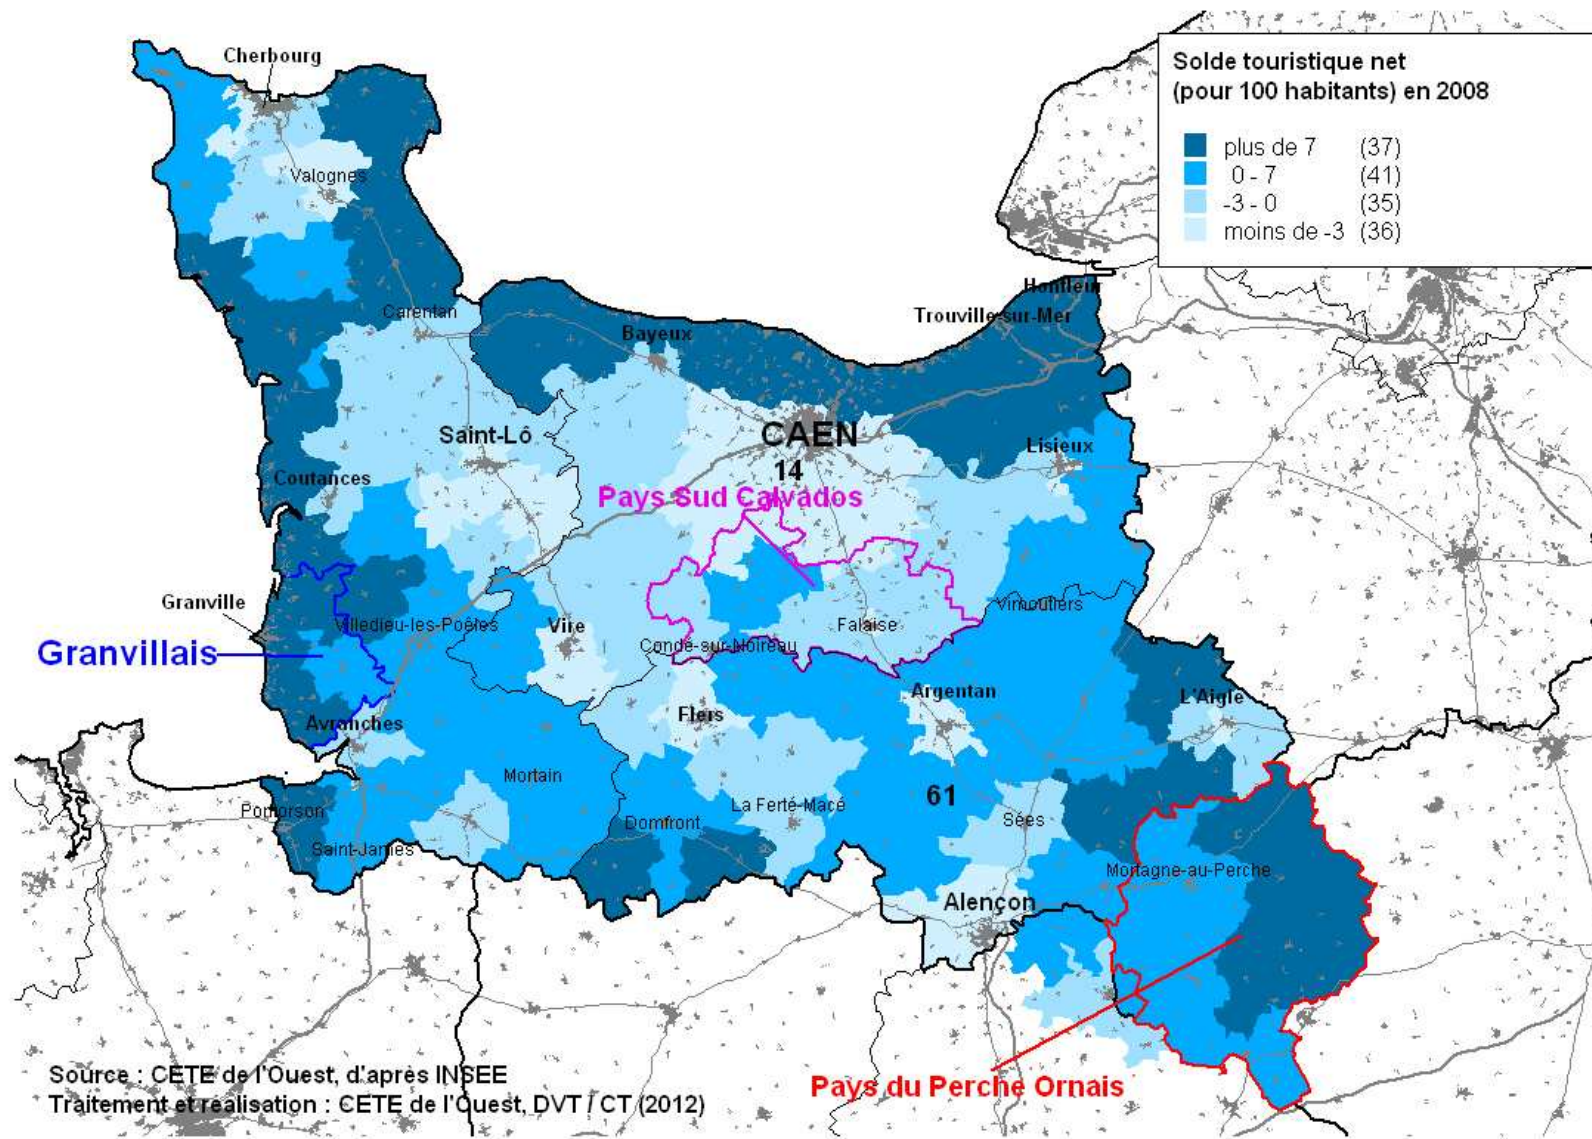 Cherbourg
Solde touristique net
(pour 100 habitants) en 2008
plus de 7 (37)
0 - 7 (41)
-3 - 0 (35)
moins de -3 (36)
Valognes
Honfleur
Carentan
Trouville-sur-Mer
Bayeux
Saint-Lô
CAEN
Lisieux
14
Coutances
Pays Sud Calvados
Granville
Villedieu-les-Poêles
Vire
Vimoutiers
Falaise
Condé-sur-Noireau
Granvillais
Argentan
L'Aigle
Avranches
Flers
Mortain
61
La Ferté-Macé
Pontorson
Domfront
Sées
Saint-James
Mortagne-au-Perche
Alençon
Source : CETE de l'Ouest, d'après INSEE
Pays du Perche Ornais
Traitement et réalisation : CETE de l'Ouest, DVT / CT (2012)